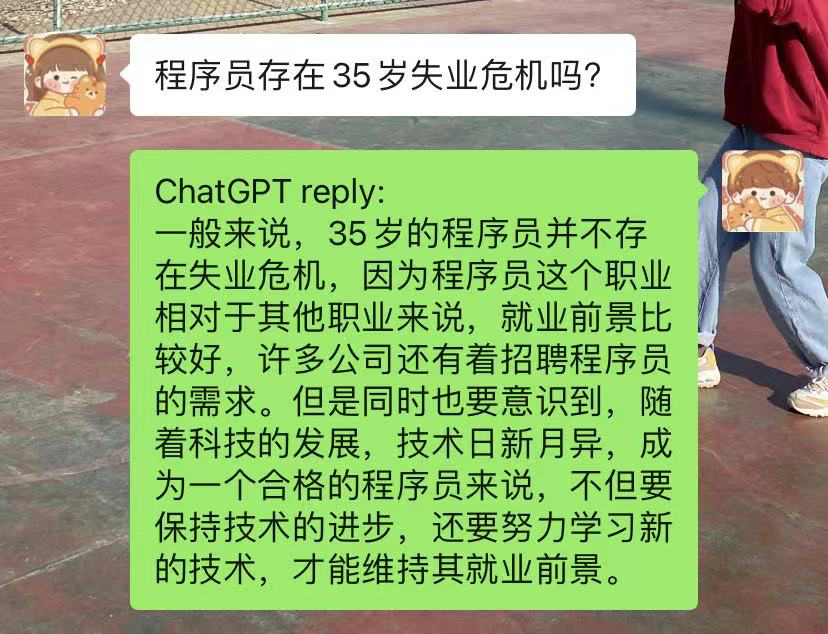 程序员存在35岁失业危机吗？
ChatGPT reply:
一般来说，35岁的程序员并不存
在失业危机，因为程序员这个职业
相对于其他职业来说，就业前景比
较好，许多公司还有着招聘程序员
的需求。但是同时也要意识到，随
着科技的发展，技术日新月异，成
为一个合格的程序员来说，不但要
保持技术的进步，还要努力学习新
的技术，才能维持其就业前景。